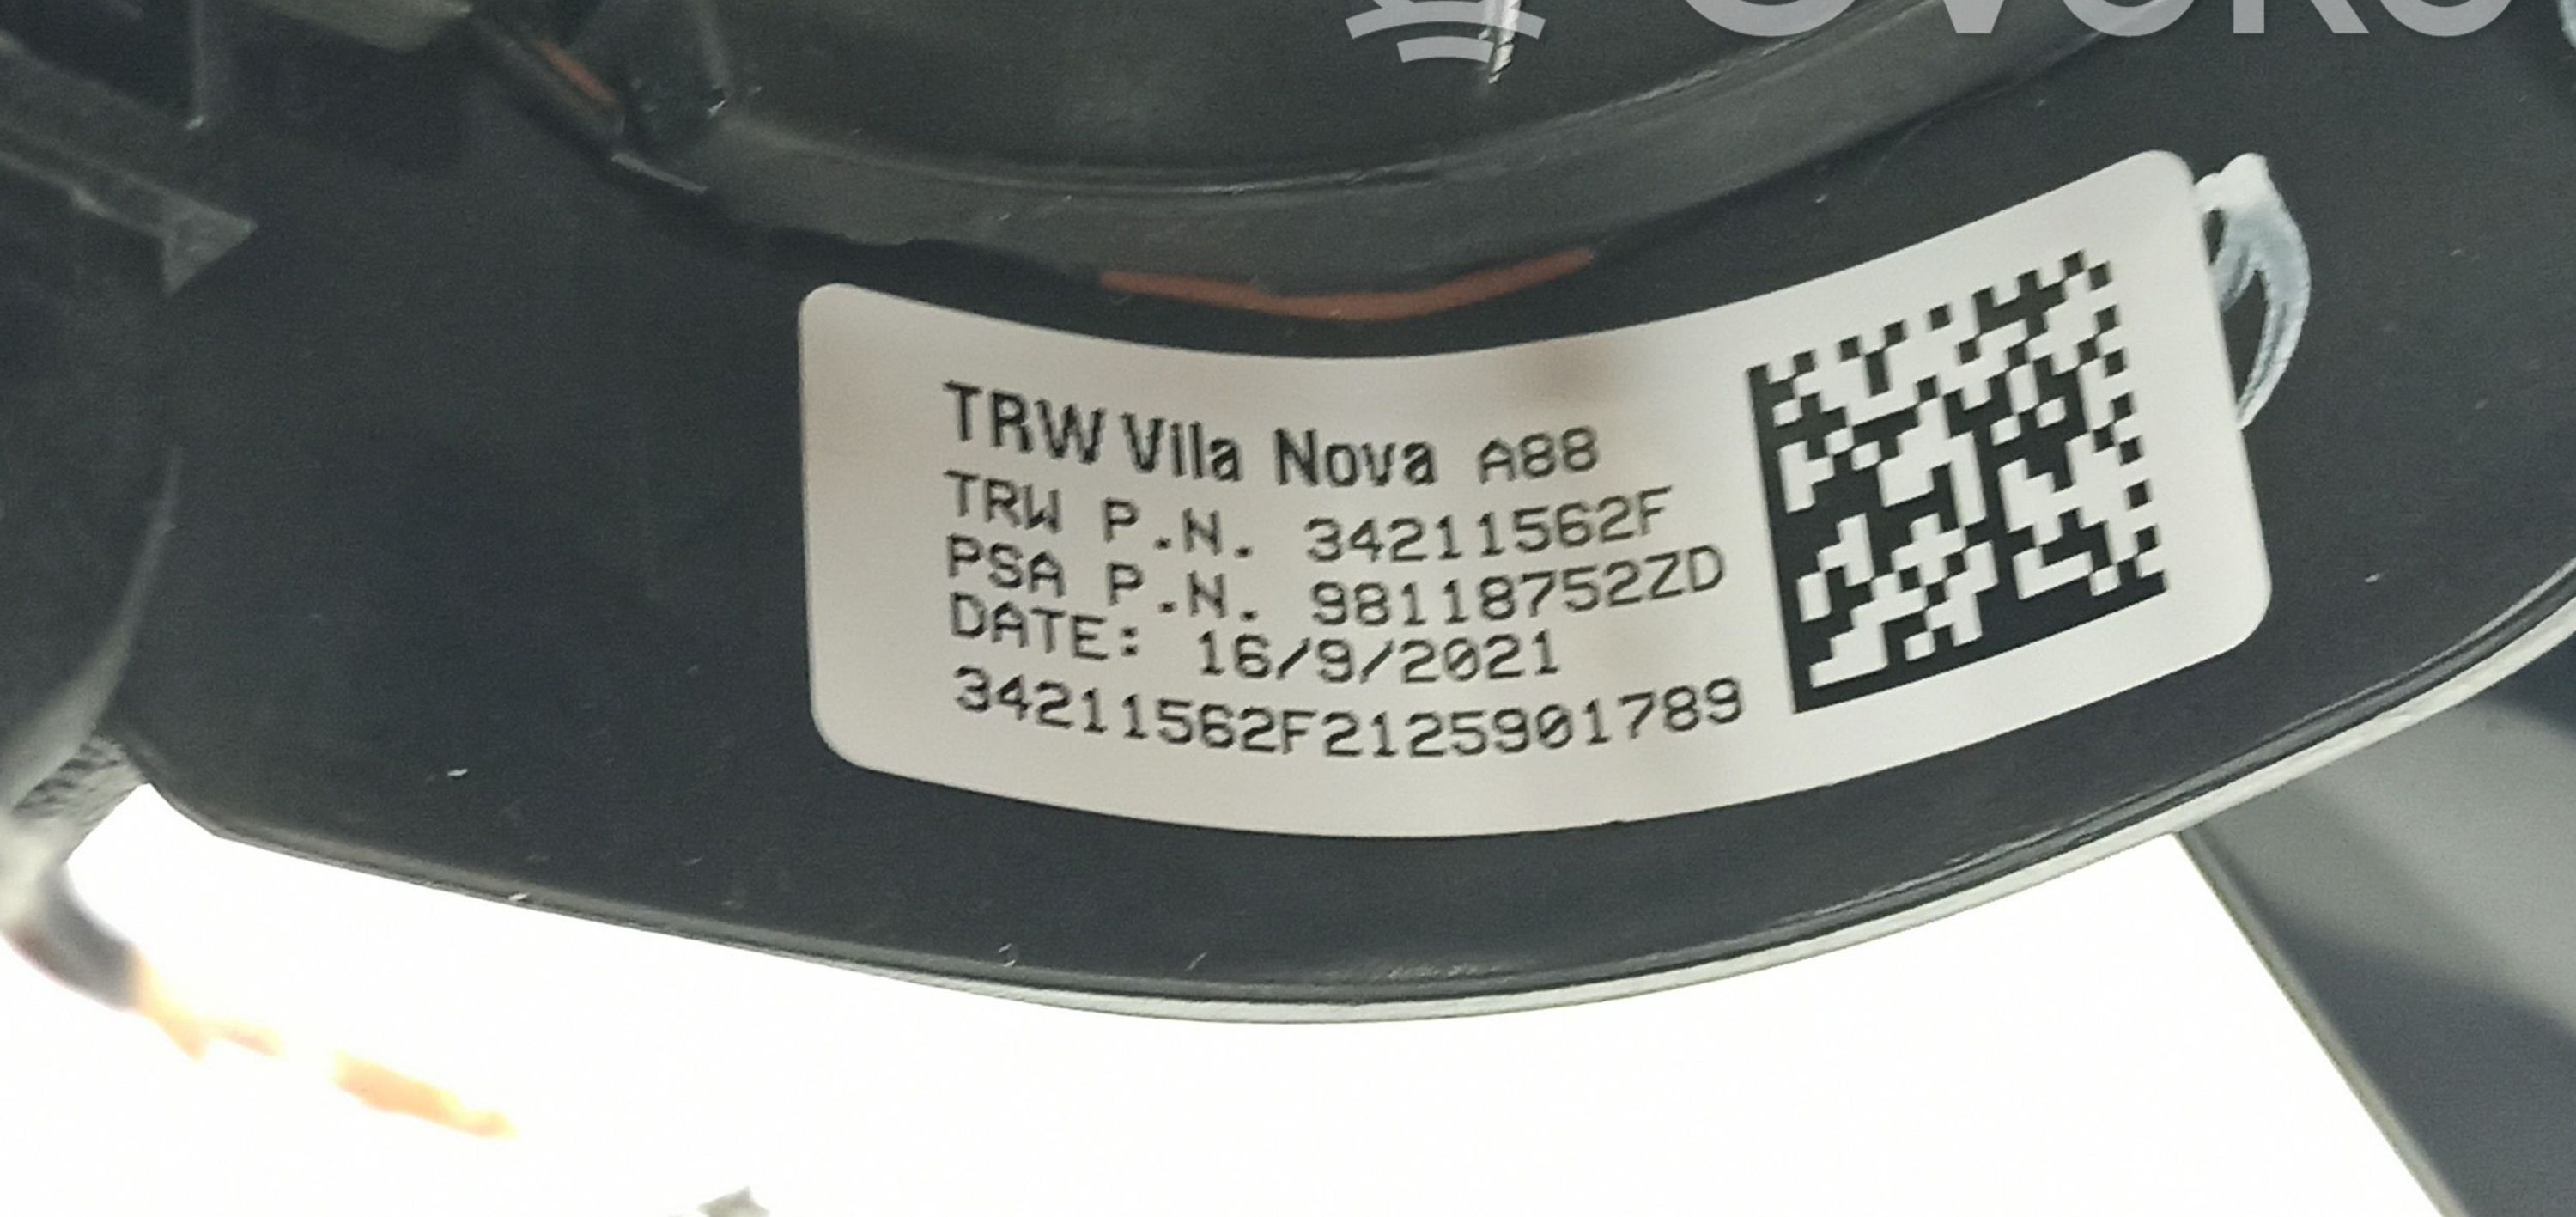 TRW Vila Nova A88
TRW P.N. 34211562F
PSA P.N. 98118752ZD
DATE: 16/9/2021
34211562F2125901789